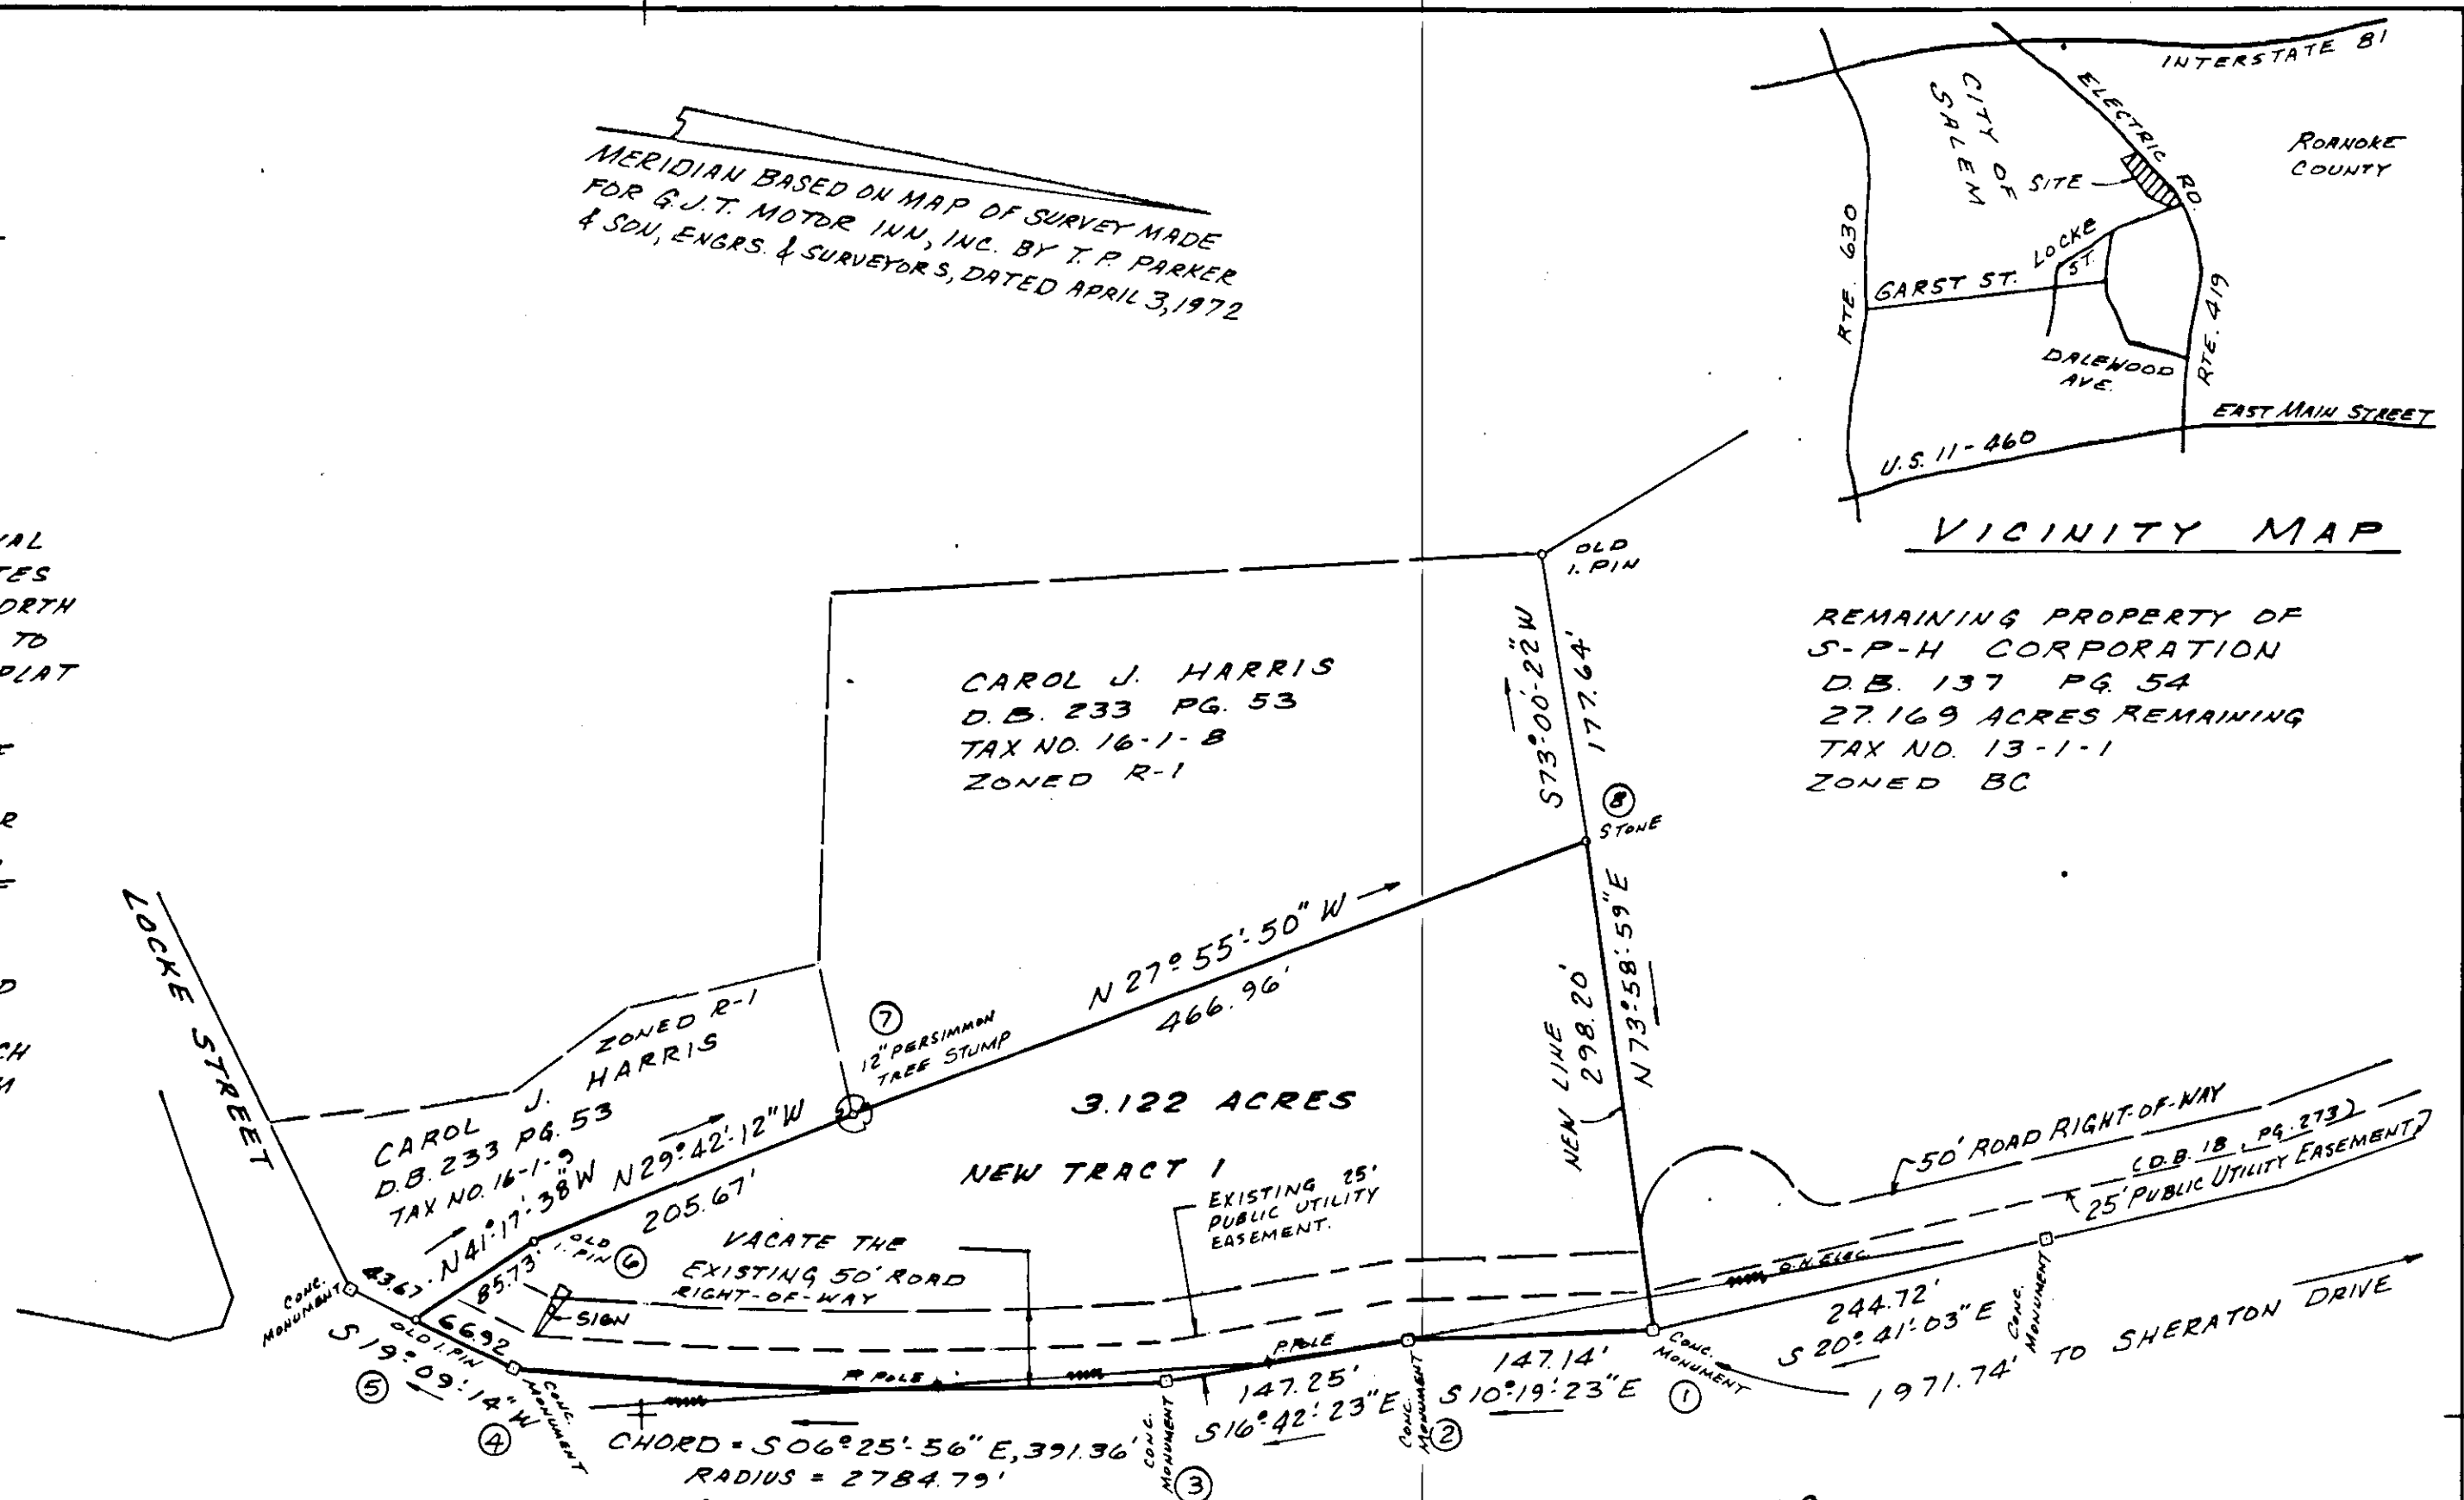 INTERSTATE 81
ELECTRIC RD.
CITY OF
SALEM
ROANOKE
COUNTY
SITE
LOCKE
ST.
RTE. 630
GARST ST.
RTE. 419
DALEWOOD
AVE.
EAST MAIN STREET
U.S. 11-460
VICINITY MAP
MERIDIAN BASED ON MAP OF SURVEY MADE
FOR G.J.T. MOTOR INN, INC. BY T. P. PARKER
& SON, ENGRS. & SURVEYORS, DATED APRIL 3, 1972
TO
PLAT
OLD
I. PIN
S73°-00'-22"W
177.64'
REMAINING PROPERTY OF
S-P-H CORPORATION
D.B. 137 PG. 54
27.169 ACRES REMAINING
TAX NO. 13-1-1
ZONED BC
CAROL J. HARRIS
D.B. 233 PG. 53
TAX NO. 16-1-8
ZONED R-1
8
STONE
N 27°-55'-50" W
466.96'
NEW LINE
298.20'
N73°-58'-59"E
LOCKE STREET
ZONED R-1
CAROL J. HARRIS
D.B. 233 PG. 53
TAX NO. 16-1-9
7
12" PERSIMMON
TREE STUMP
3.122 ACRES
NEW TRACT 1
N41°-17'-38"W
85.73'
N29°-42'-12"W
205.67'
OLD
I. PIN
6
VACATE THE
EXISTING 50' ROAD
RIGHT-OF-WAY
EXISTING 25'
PUBLIC UTILITY
EASEMENT.
50' ROAD RIGHT-OF-WAY
(D.B. 18, PG. 273)
25' PUBLIC UTILITY EASEMENT
O.H. ELEC.
CONC.
MONUMENT
43.67
66.92
OLD I. PIN
SIGN
S 19°-09'-14" W
5
4
CONC.
MONUMENT
P. POLE
P. POLE
CHORD = S 06°-25'-56" E, 391.36'
RADIUS = 2784.79'
CONC.
MONUMENT
3
147.25'
S16°-42'-23"E
CONC.
MONUMENT
2
147.14'
S 10°-19'-23"E
CONC.
MONUMENT
1
244.72'
S 20°-41'-03" E
CONC.
MONUMENT
1971.74' TO SHERATON DRIVE